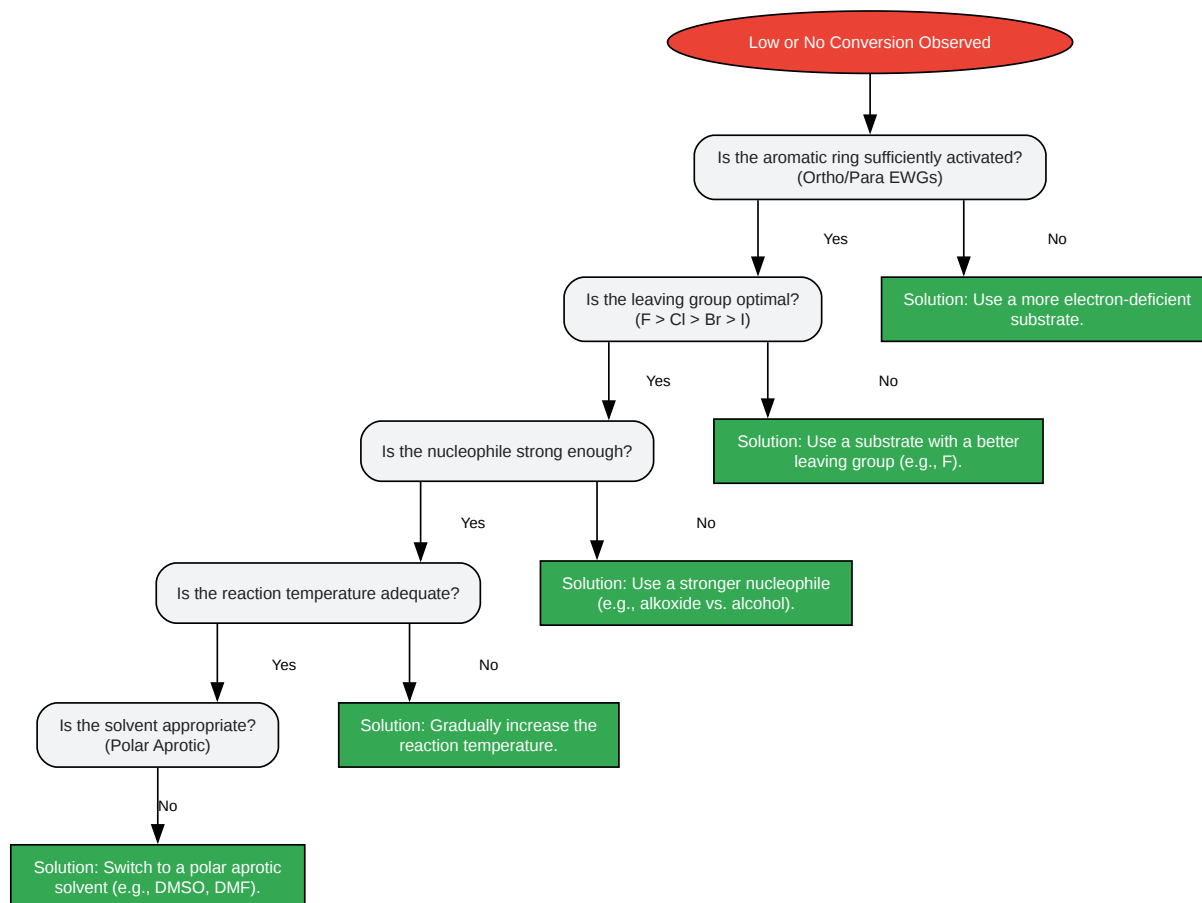 Low or No Conversion Observed
Is the aromatic ring sufficiently activated?
(Ortho/Para EWGs)
Yes
No
Is the leaving group optimal?
(F > Cl > Br > I)
Solution: Use a more electron-deficient
substrate.
Yes
No
Is the nucleophile strong enough?
Solution: Use a substrate with a better
leaving group (e.g., F).
Yes
No
Is the reaction temperature adequate?
Solution: Use a stronger nucleophile
(e.g., alkoxide vs. alcohol).
Yes
No
Is the solvent appropriate?
(Polar Aprotic)
Solution: Gradually increase the
reaction temperature.
No
Solution: Switch to a polar aprotic
solvent (e.g., DMSO, DMF).